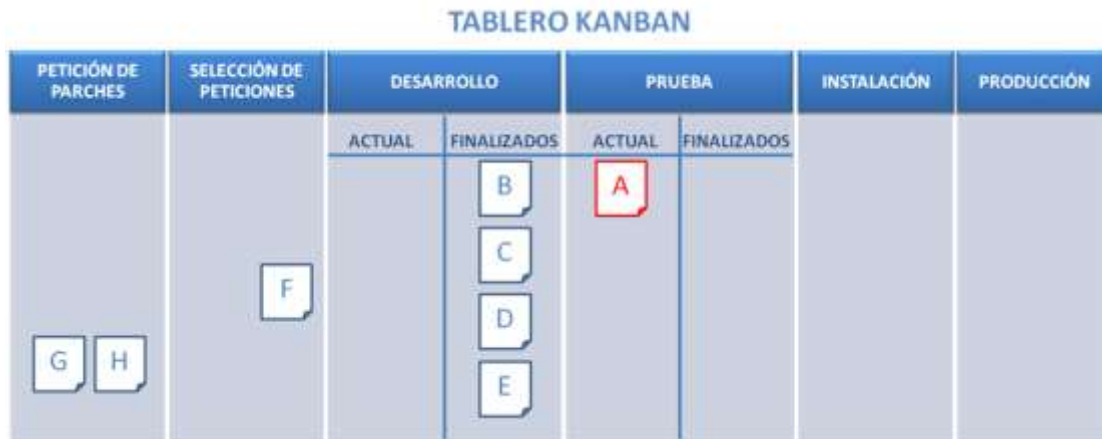 TABLERO KANBAN
PETICIÓN DE
PARCHES
SELECCIÓN DE
PETICIONES
DESARROLLO
PRUEBA
INSTALACIÓN
PRODUCCIÓN
ACTUAL
FINALIZADOS
ACTUAL
FINALIZADOS
B
A
C
F
D
G
H
E